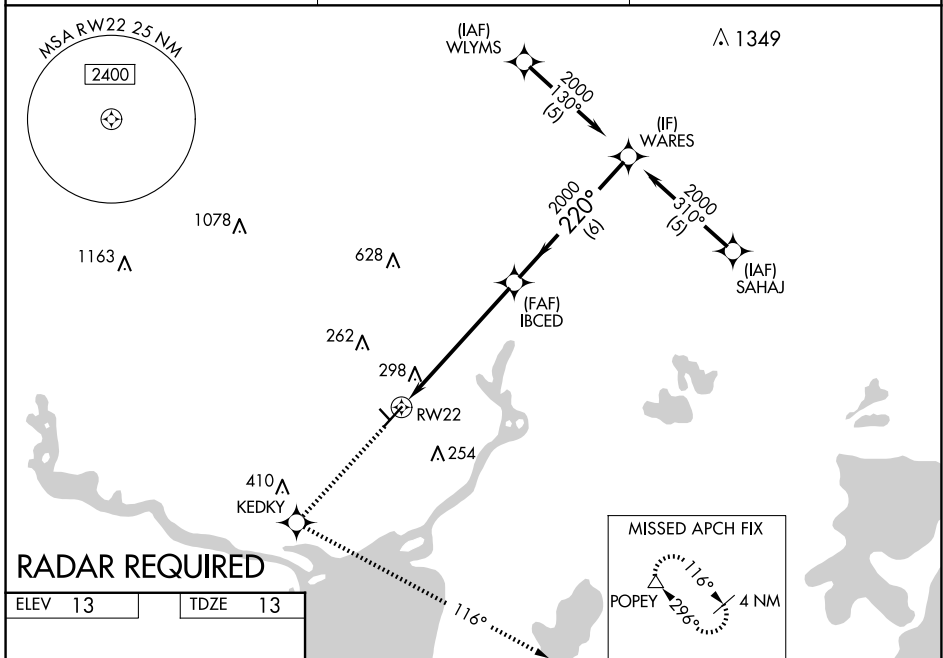 MSA RW22 25 NM
2400
(IAF)
WLYMS
1349
2000
130°
(5)
(IF)
WARES
2000
220°
(6)
2000
310°
(5)
(IAF)
SAHAJ
1078
1163
628
(FAF)
IBCED
262
298
RW22
254
410
KEDKY
RADAR REQUIRED
ELEV 13
TDZE 13
116°
MISSED APCH FIX
POPEY
116°
296°
4 NM